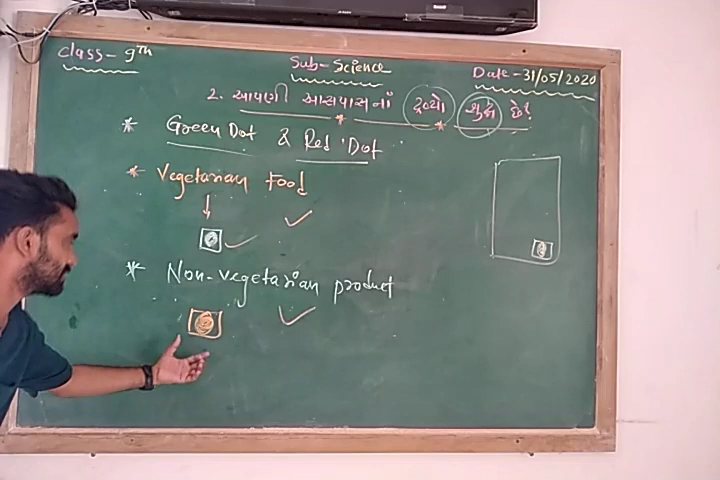 Class - 9th
Sub - Science
Date - 31/05/2020
2. આપણી આસપાસનાં દ્રવ્યો શુદ્ધ છે?
* Green Dot & Red Dot
* Vegetarian Food
* Non-vegetarian product